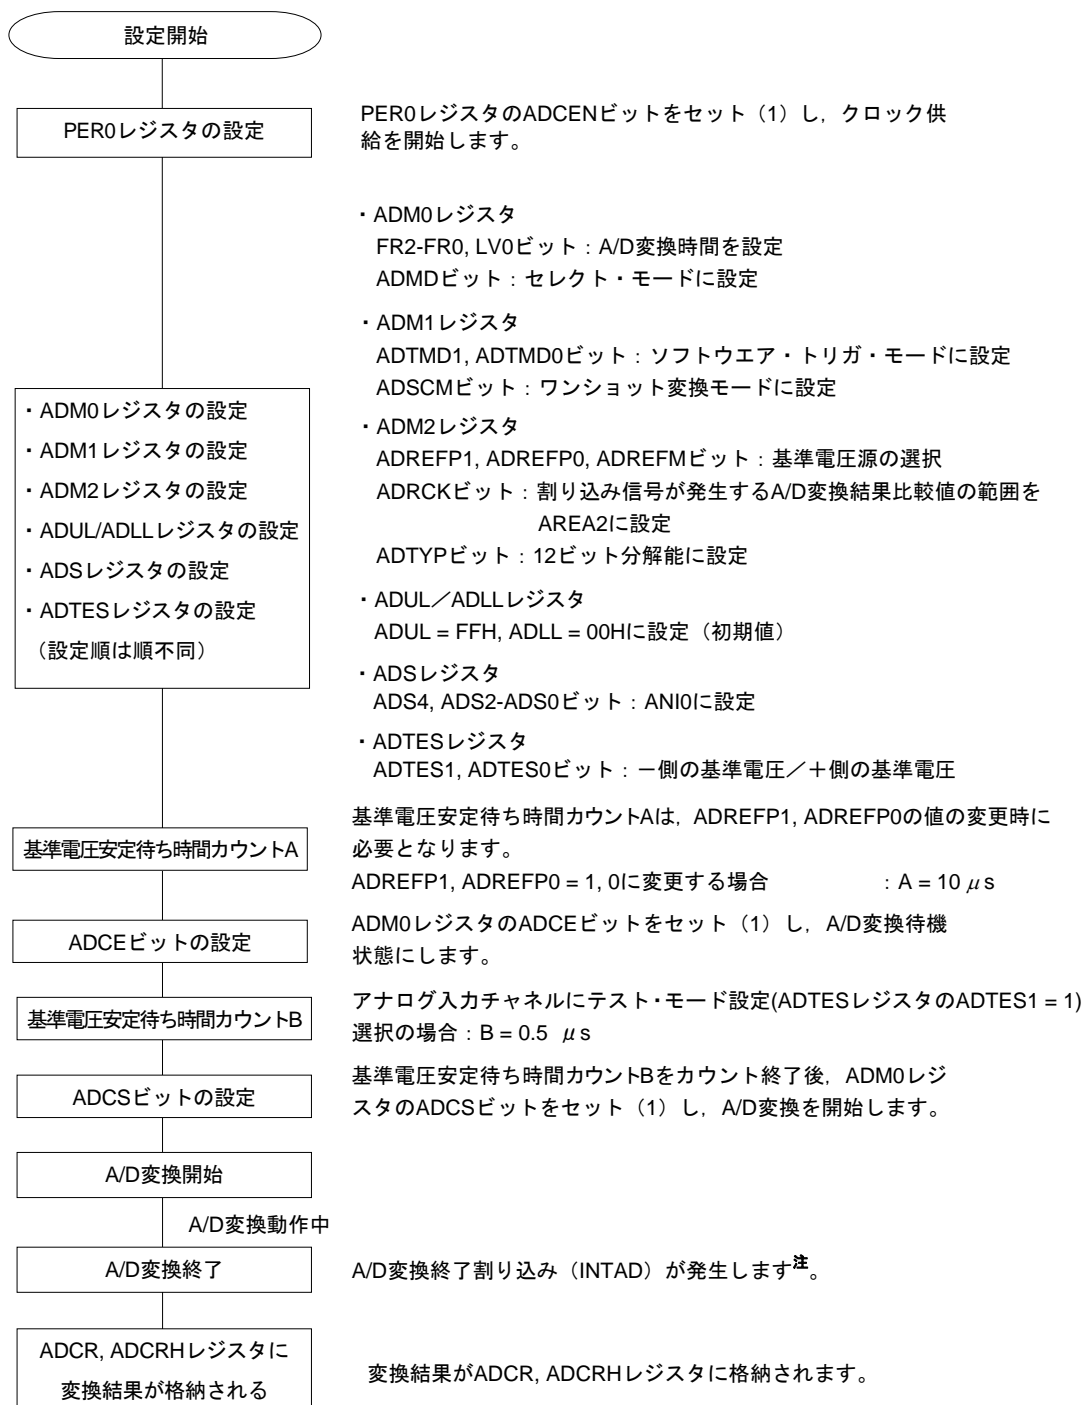 設定開始
PER0レジスタの設定
PER0レジスタのADCENビットをセット（1）し，クロック供
給を開始します。
・ADM0レジスタの設定
・ADM1レジスタの設定
・ADM2レジスタの設定
・ADUL/ADLLレジスタの設定
・ADSレジスタの設定
・ADTESレジスタの設定
（設定順は順不同）
・ADM0レジスタ
FR2-FR0, LV0ビット：A/D変換時間を設定
ADMDビット：セレクト・モードに設定
・ADM1レジスタ
ADTMD1, ADTMD0ビット：ソフトウエア・トリガ・モードに設定
ADSCMビット：ワンショット変換モードに設定
・ADM2レジスタ
ADREFP1, ADREFP0, ADREFMビット：基準電圧源の選択
ADRCKビット：割り込み信号が発生するA/D変換結果比較値の範囲を
AREA2に設定
ADTYPビット：12ビット分解能に設定
・ADUL／ADLLレジスタ
ADUL = FFH, ADLL = 00Hに設定（初期値）
・ADSレジスタ
ADS4, ADS2-ADS0ビット：ANI0に設定
・ADTESレジスタ
ADTES1, ADTES0ビット：－側の基準電圧／＋側の基準電圧
基準電圧安定待ち時間カウントA
基準電圧安定待ち時間カウントAは，ADREFP1, ADREFP0の値の変更時に
必要となります。
ADREFP1, ADREFP0 = 1, 0に変更する場合 ：A = 10 μs
ADCEビットの設定
ADM0レジスタのADCEビットをセット（1）し，A/D変換待機
状態にします。
基準電圧安定待ち時間カウントB
アナログ入力チャネルにテスト・モード設定(ADTESレジスタのADTES1 = 1)
選択の場合：B = 0.5 μs
ADCSビットの設定
基準電圧安定待ち時間カウントBをカウント終了後，ADM0レジ
スタのADCSビットをセット（1）し，A/D変換を開始します。
A/D変換開始
A/D変換動作中
A/D変換終了
A/D変換終了割り込み（INTAD）が発生します注。
ADCR, ADCRHレジスタに
変換結果が格納される
変換結果がADCR, ADCRHレジスタに格納されます。